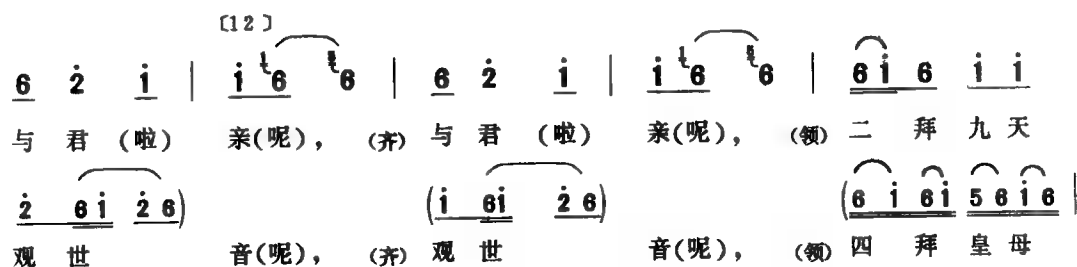 〔12〕
6 2̇ 1̇ | 1̇ 6 6 | 6 2̇ 1̇ | 1̇ 6 6 | 6 1̇ 6 1̇ 1̇
与 君 (啦) 亲(呢), (齐) 与 君 (啦) 亲(呢), (领) 二 拜 九 天
2̇ 6 1̇ 2̇ 6) (1̇ 6 1̇ 2̇ 6) (6 1̇ 6 1̇ 5 6 1̇ 6 |
观 世 音(呢), (齐) 观 世 音(呢), (领) 四 拜 皇 母